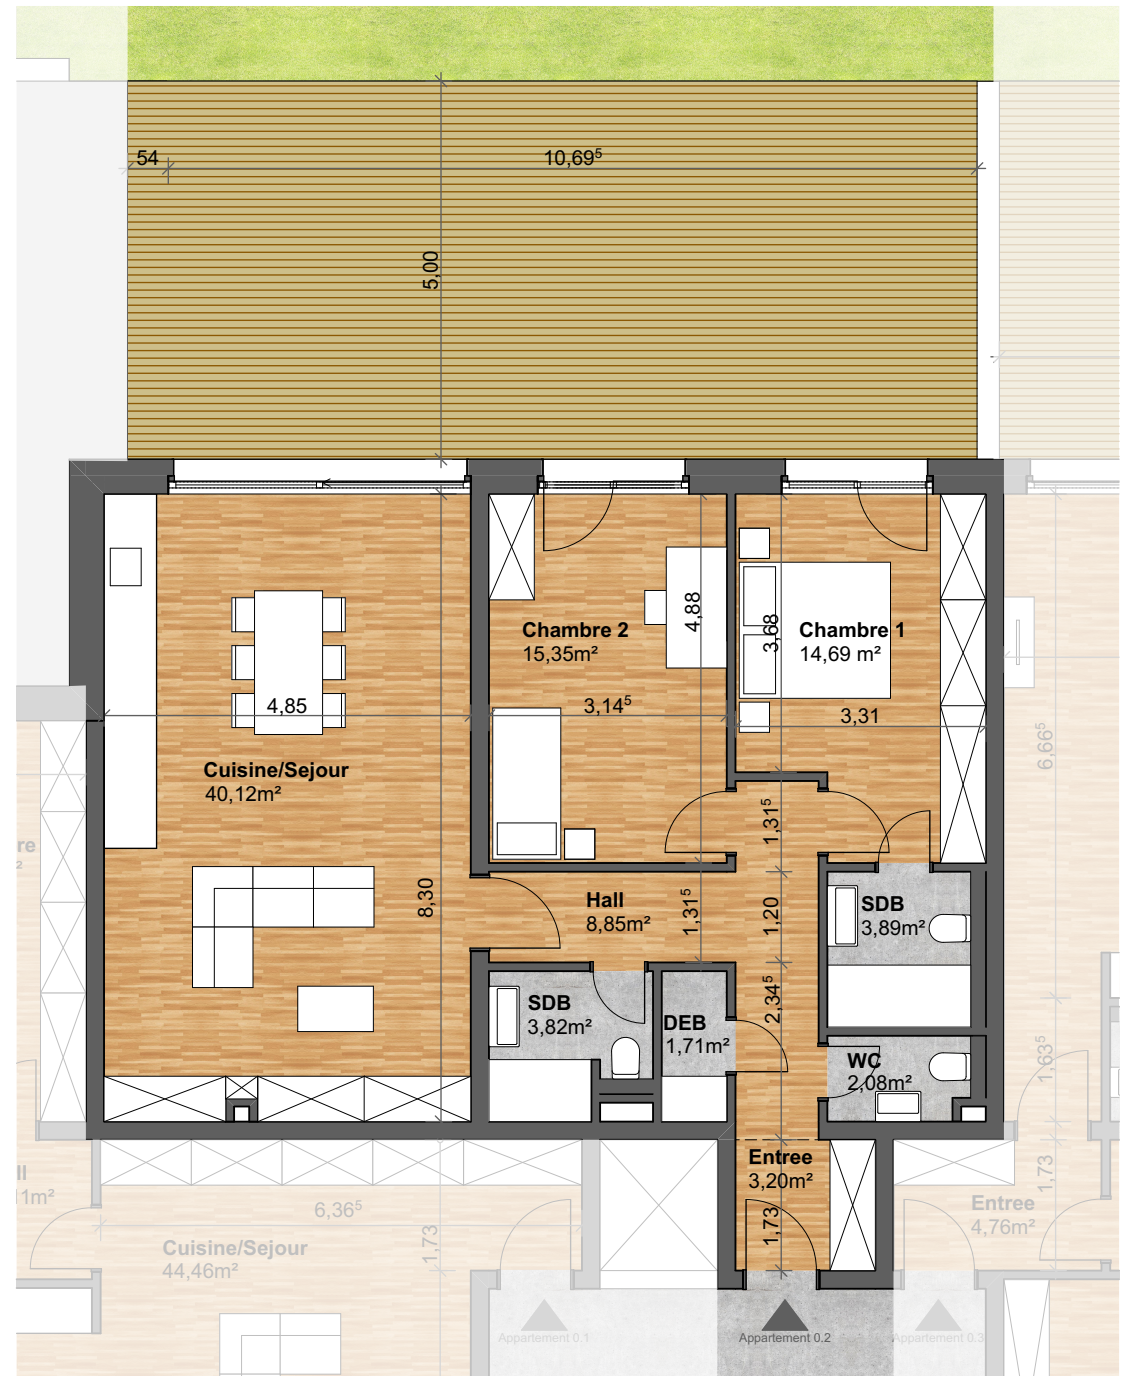 54
10,69⁵
5,00
Chambre 2
15,35m²
4,88
3,68
Chambre 1
14,69 m²
4,85
3,14⁵
3,31
6,66⁵
Cuisine/Sejour
40,12m²
re
²
1,31⁵
8,30
Hall
8,85m²
1,31⁵
1,20
SDB
3,89m²
SDB
3,82m²
2,34⁵
DEB
1,71m²
WC
2,08m²
1,63⁵
Entree
3,20m²
1,73
ll
11m²
6,36⁵
1,73
Cuisine/Sejour
44,46m²
Entree
4,76m²
1,73
Appartement 0.1
Appartement 0.2
Appartement 0.3